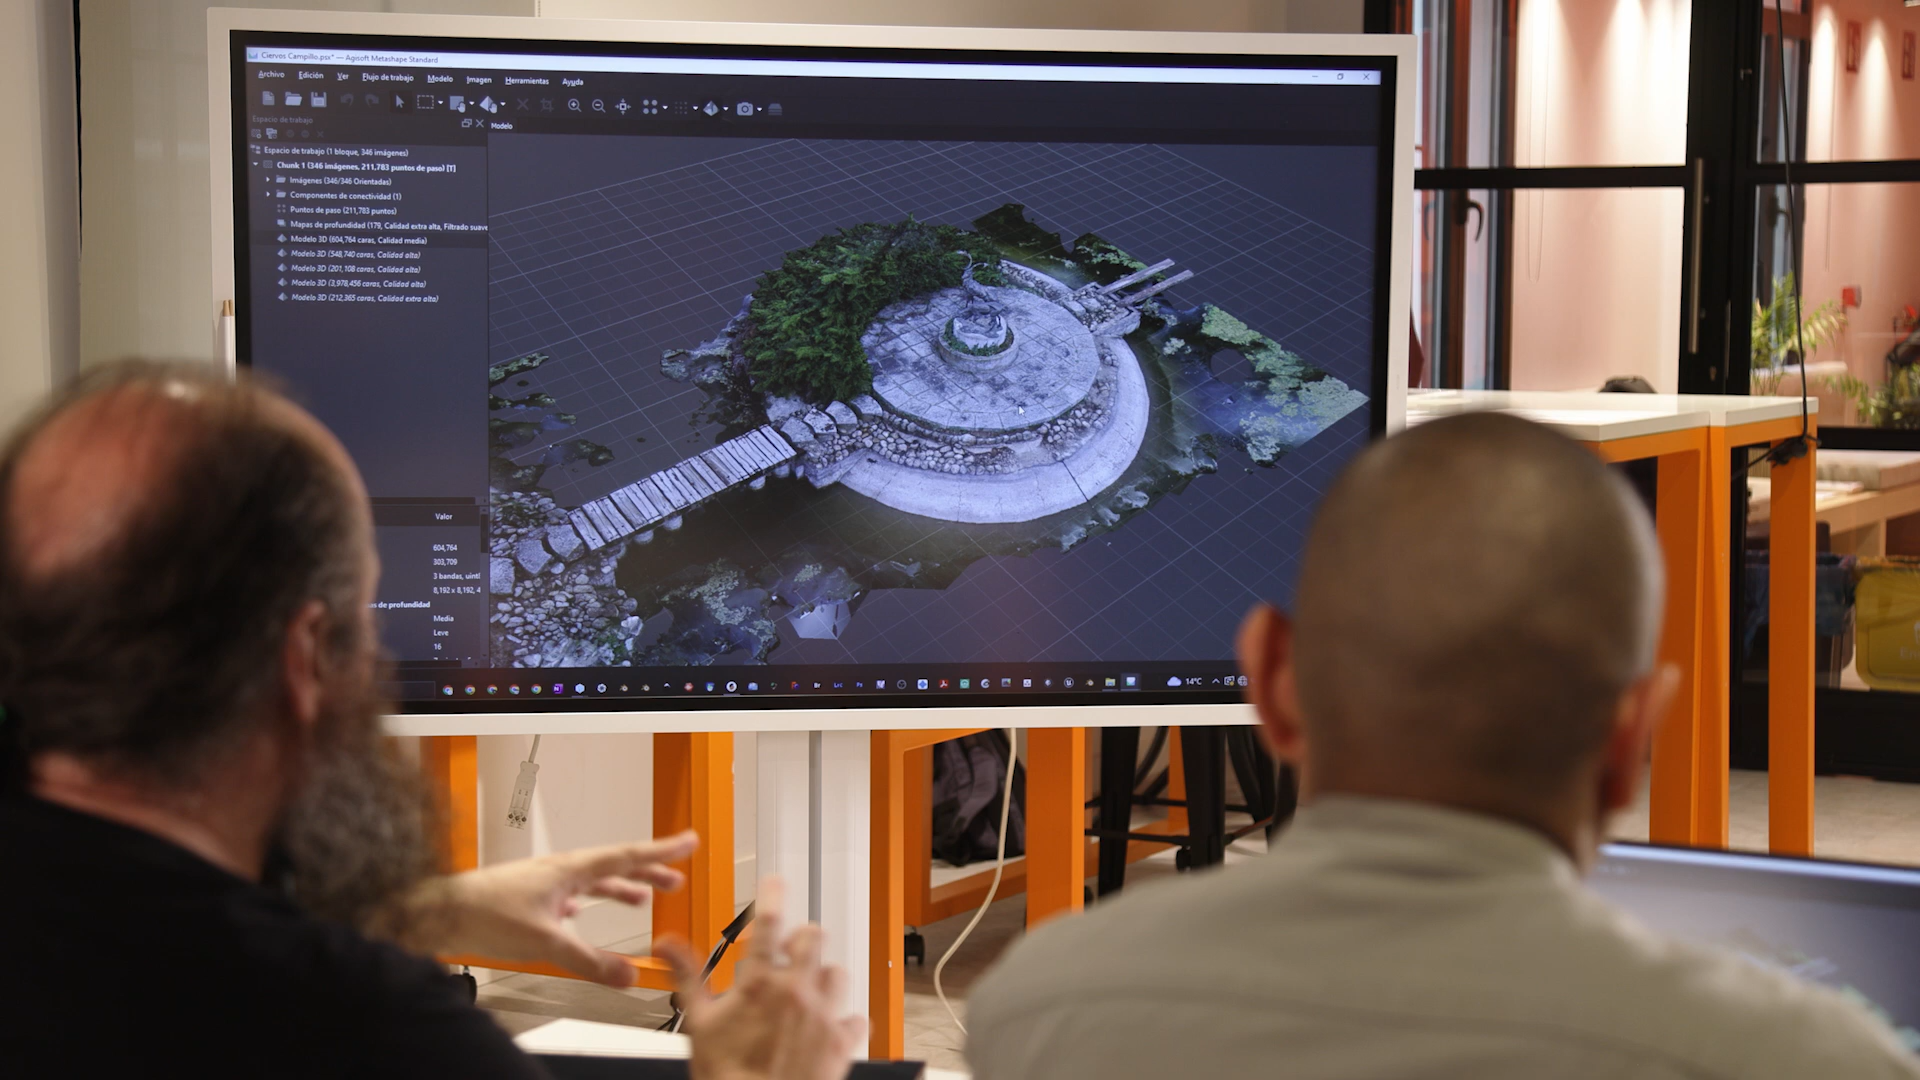 Ciervos Campillo.psx* — Agisoft Metashape Standard
Archivo Edición Ver Flujo de trabajo Modelo Imagen Herramientas Ayuda
Espacio de trabajo
Modelo
Espacio de trabajo (1 bloque, 346 imágenes)
Chunk 1 (346 imágenes, 211,783 puntos de paso) [T]
Imágenes (346/346 Orientadas)
Componentes de conectividad (1)
Puntos de paso (211,783 puntos)
Mapas de profundidad (179, Calidad extra alta, Filtrado suave
Modelo 3D (604,764 caras, Calidad media)
Modelo 3D (548,740 caras, Calidad alta)
Modelo 3D (201,108 caras, Calidad alta)
Modelo 3D (3,978,456 caras, Calidad alta)
Modelo 3D (212,365 caras, Calidad extra alta)
Valor
604,764
303,709
3 bandas, uint
8,192 x 8,192, 4
as de profundidad
Media
Leve
16
Br
14°C